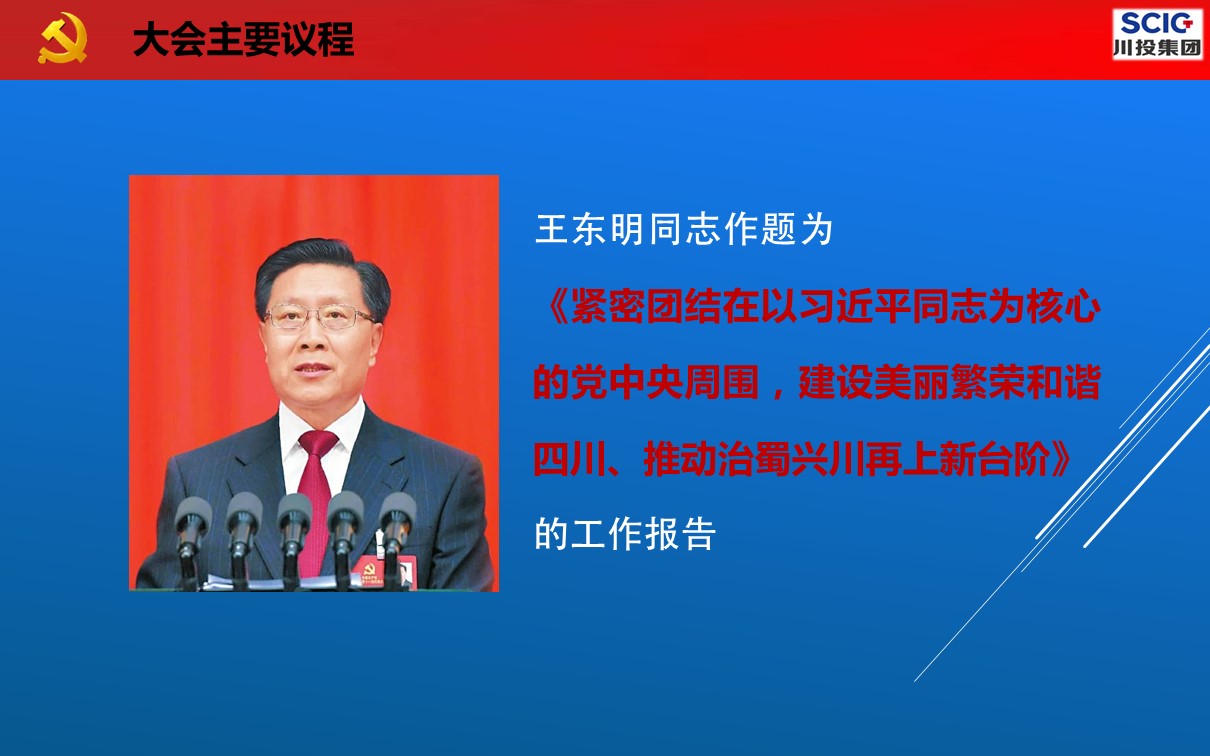 大会主要议程
SCIG
川投集团
王东明同志作题为
《紧密团结在以习近平同志为核心
的党中央周围，建设美丽繁荣和谐
四川、推动治蜀兴川再上新台阶》
的工作报告